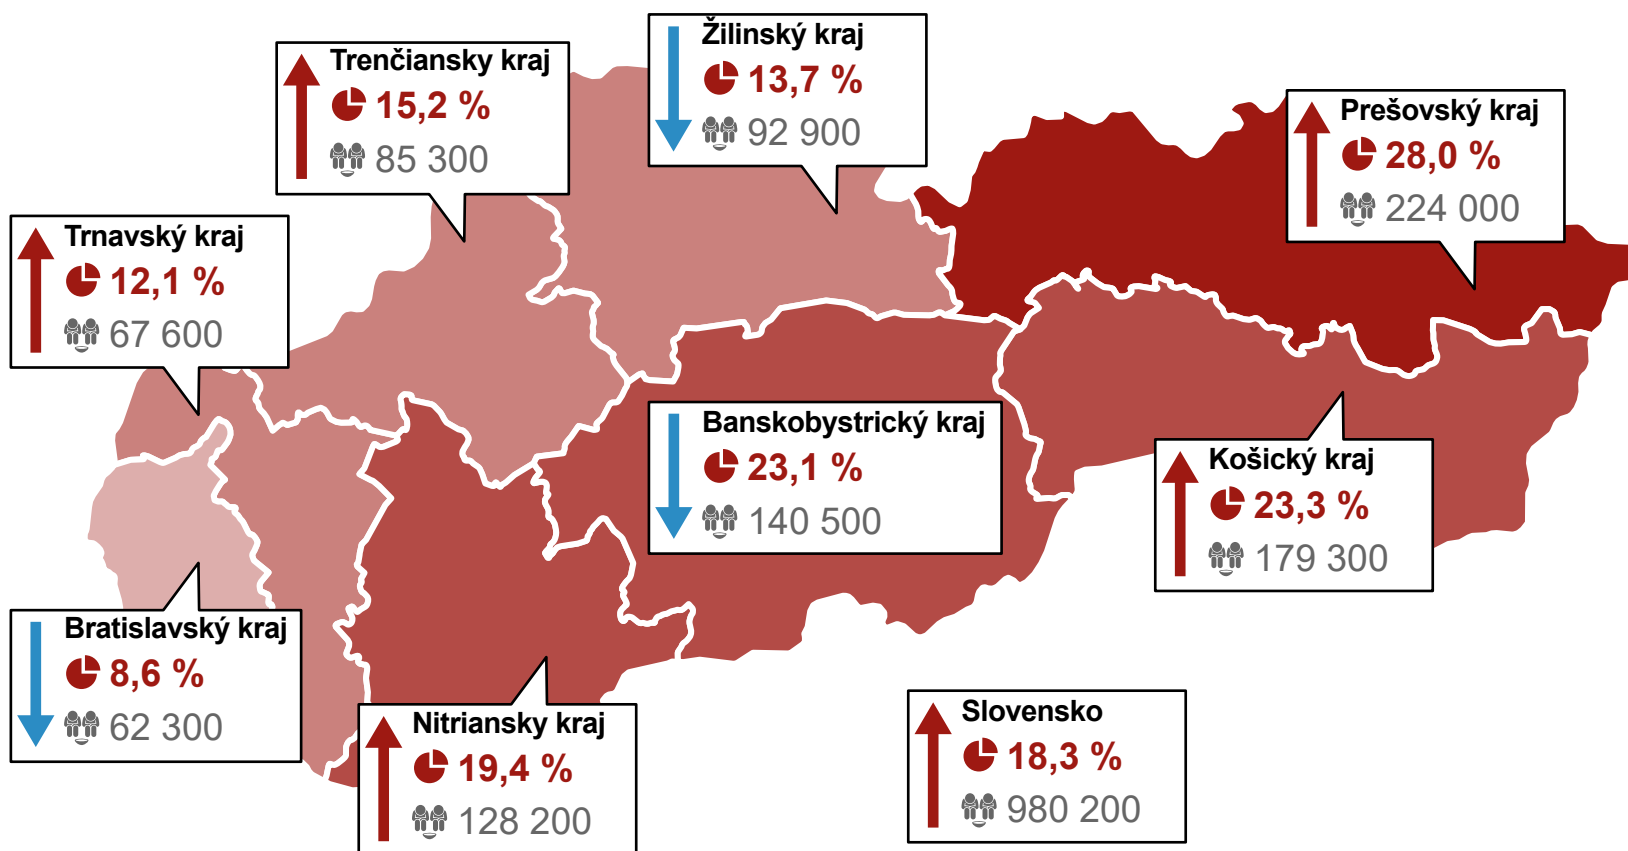 Žilinský kraj
13,7 %
92 900
Trenčiansky kraj
15,2 %
85 300
Prešovský kraj
28,0 %
224 000
Trnavský kraj
12,1 %
67 600
Banskobystrický kraj
23,1 %
140 500
Košický kraj
23,3 %
179 300
Bratislavský kraj
8,6 %
62 300
Nitriansky kraj
19,4 %
128 200
Slovensko
18,3 %
980 200